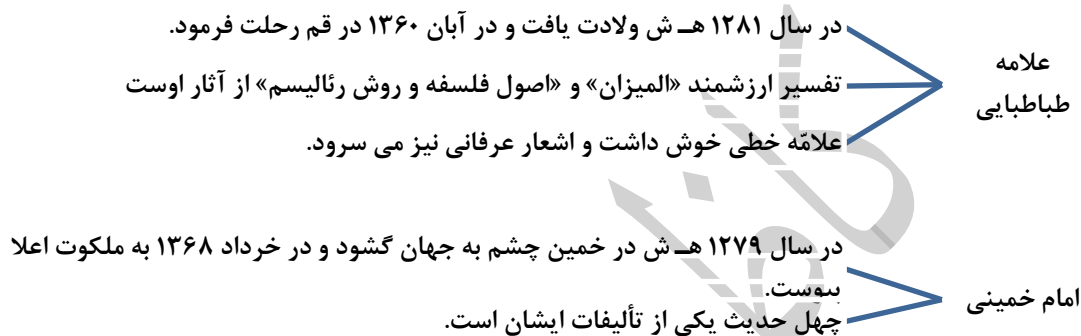 علامه
طباطبایی
در سال ۱۲۸۱ هـ ش ولادت یافت و در آبان ۱۳۶۰ در قم رحلت فرمود.
تفسیر ارزشمند «المیزان» و «اصول فلسفه و روش رئالیسم» از آثار اوست
علامّه خطی خوش داشت و اشعار عرفانی نیز می سرود.
امام خمینی
در سال ۱۲۷۹ هـ ش در خمین چشم به جهان گشود و در خرداد ۱۳۶۸ به ملکوت اعلا
پیوست.
چهل حدیث یکی از تألیفات ایشان است.